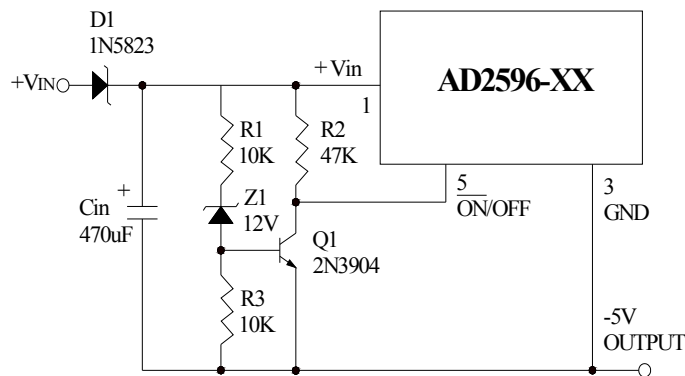 D1
1N5823
+VIN
+Vin
1
AD2596-XX
R1
10K
R2
47K
+
Cin
470uF
Z1
12V
5
ON/OFF
3
GND
Q1
2N3904
R3
10K
-5V
OUTPUT